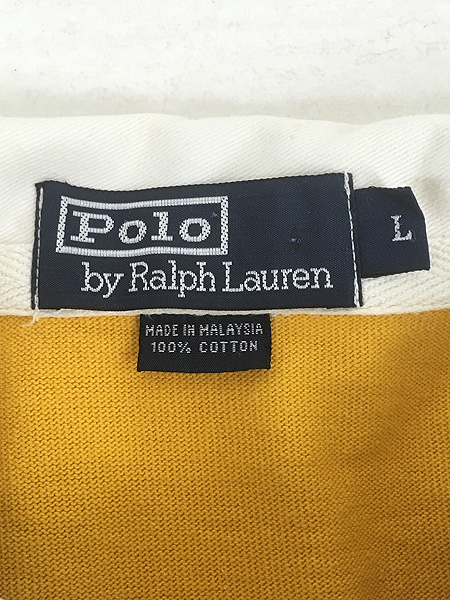 Polo
by Ralph Lauren
L
MADE IN MALAYSIA
100% COTTON